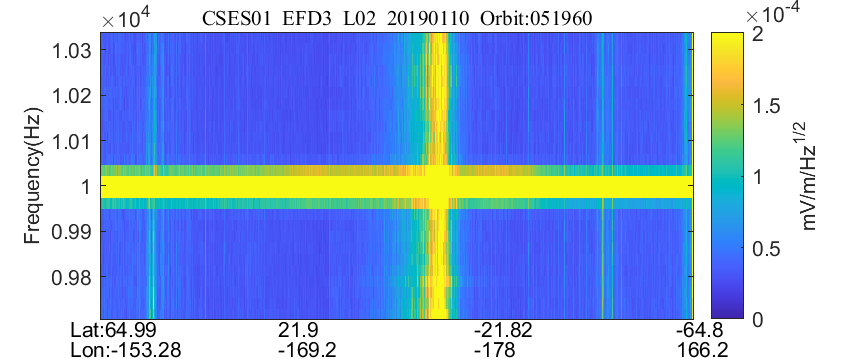 CSES01 EFD3 L02 20190110 Orbit:051960
×10^4
1.03
1.02
1.01
1
0.99
0.98
Frequency(Hz)
Lat:64.99 21.9 -21.82 -64.8
Lon:-153.28 -169.2 -178 166.2
×10^-4
2
1.5
1
0.5
0
mV/m/Hz^1/2